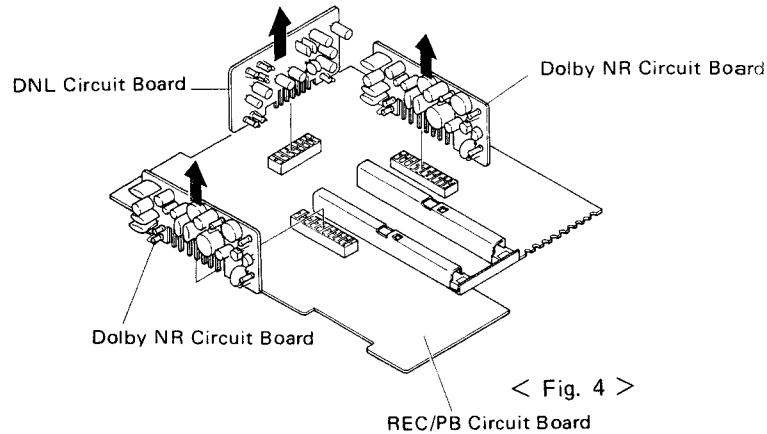 DNL Circuit Board
Dolby NR Circuit Board
Dolby NR Circuit Board
< Fig. 4 >
REC/PB Circuit Board